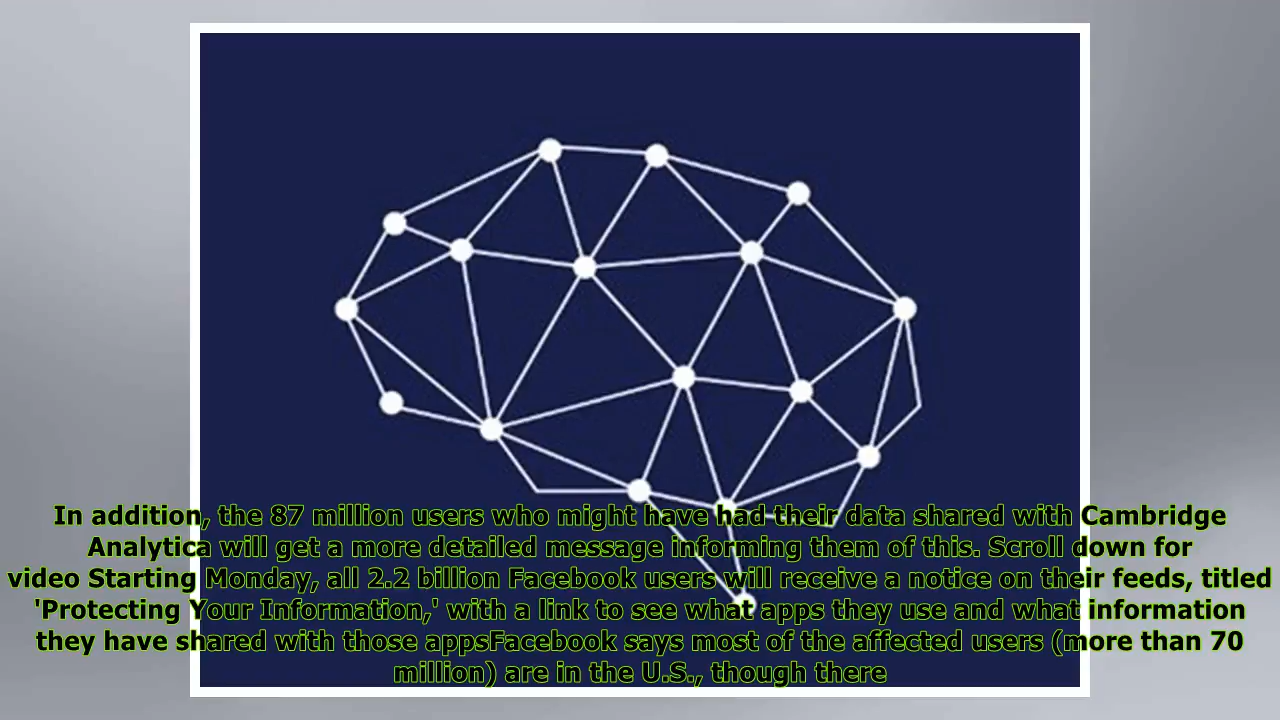 In addition, the 87 million users who might have had their data shared with Cambridge
Analytica will get a more detailed message informing them of this. Scroll down for
video Starting Monday, all 2.2 billion Facebook users will receive a notice on their feeds, titled
'Protecting Your Information,' with a link to see what apps they use and what information
they have shared with those appsFacebook says most of the affected users (more than 70
million) are in the U.S., though there